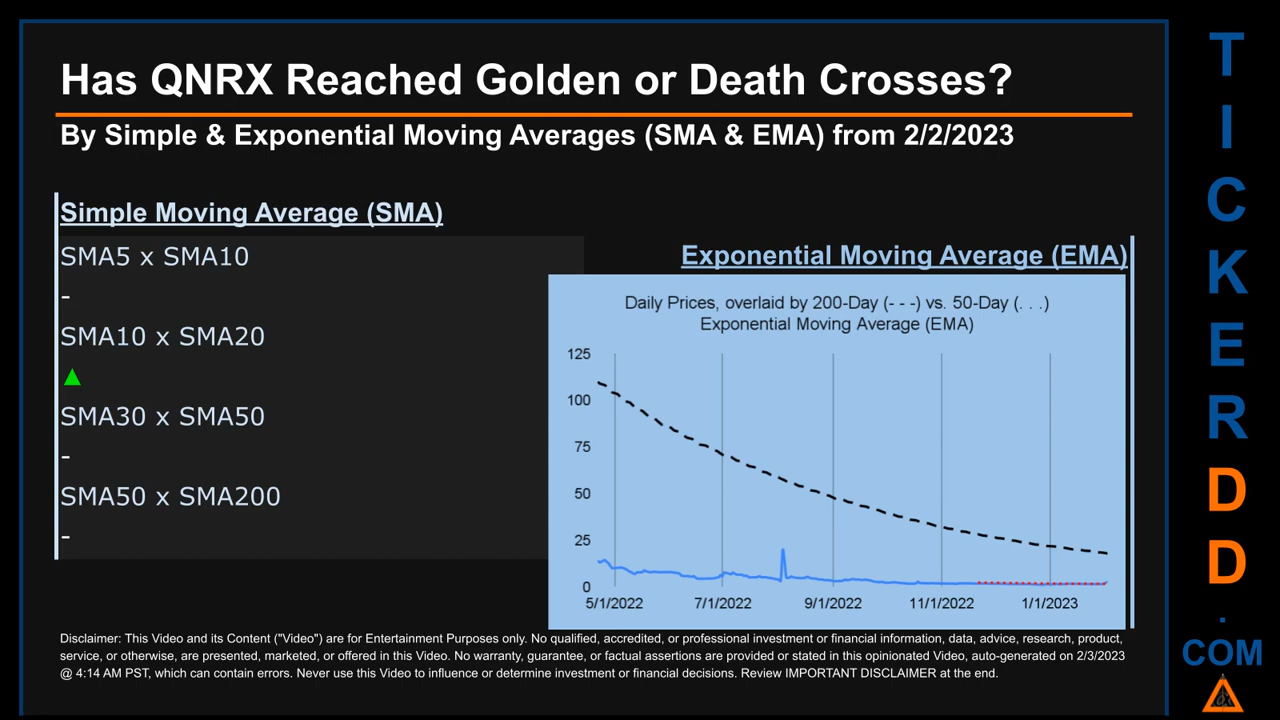 Has QNRX Reached Golden or Death Crosses?
By Simple & Exponential Moving Averages (SMA & EMA) from 2/2/2023
Simple Moving Average (SMA)
SMA5 x SMA10
-
SMA10 x SMA20
▲
SMA30 x SMA50
-
SMA50 x SMA200
-
Exponential Moving Average (EMA)
Daily Prices, overlaid by 200-Day (- - -) vs. 50-Day (. . .)
Exponential Moving Average (EMA)
125
100
75
50
25
0
5/1/2022 7/1/2022 9/1/2022 11/1/2022 1/1/2023
Disclaimer: This Video and its Content ("Video") are for Entertainment Purposes only. No qualified, accredited, or professional investment or financial information, data, advice, research, product,
service, or otherwise, are presented, marketed, or offered in this Video. No warranty, guarantee, or factual assertions are provided or stated in this opinionated Video, auto-generated on 2/3/2023
@ 4:14 AM PST, which can contain errors. Never use this Video to influence or determine investment or financial decisions. Review IMPORTANT DISCLAIMER at the end.
T
I
C
K
E
R
D
D
.
COM